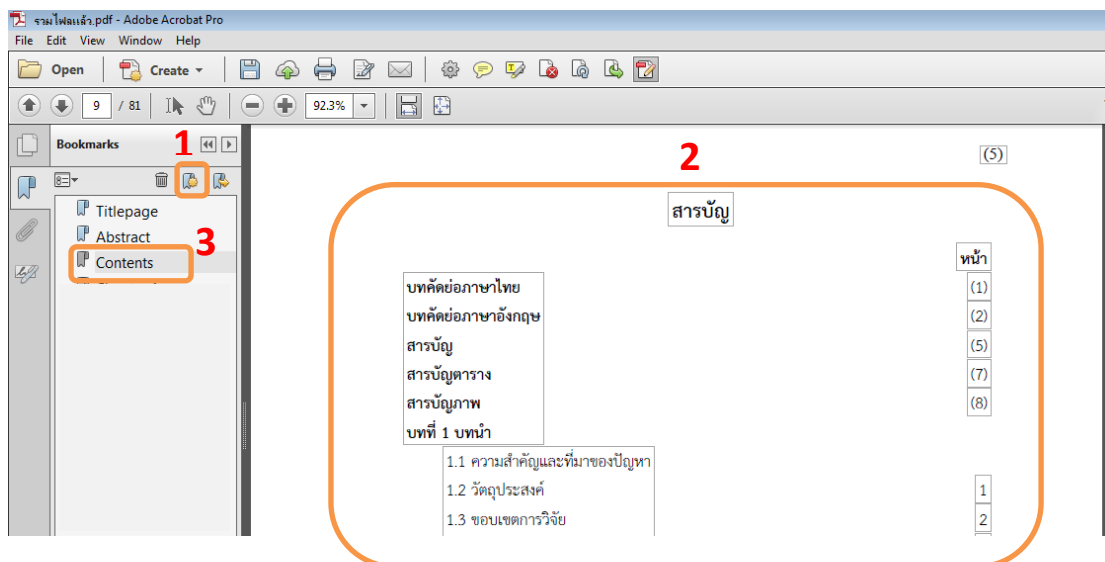 รวมไฟลแล้ว.pdf - Adobe Acrobat Pro
File Edit View Window Help
Open Create
9 / 81 92.3%
Bookmarks 1
Titlepage
Abstract
3
Contents
2
(5)
สารบัญ
หน้า
บทคัดย่อภาษาไทย (1)
บทคัดย่อภาษาอังกฤษ (2)
สารบัญ (5)
สารบัญตาราง (7)
สารบัญภาพ (8)
บทที่ 1 บทนำ
1.1 ความสำคัญและที่มาของปัญหา
1.2 วัตถุประสงค์ 1
1.3 ขอบเขตการวิจัย 2